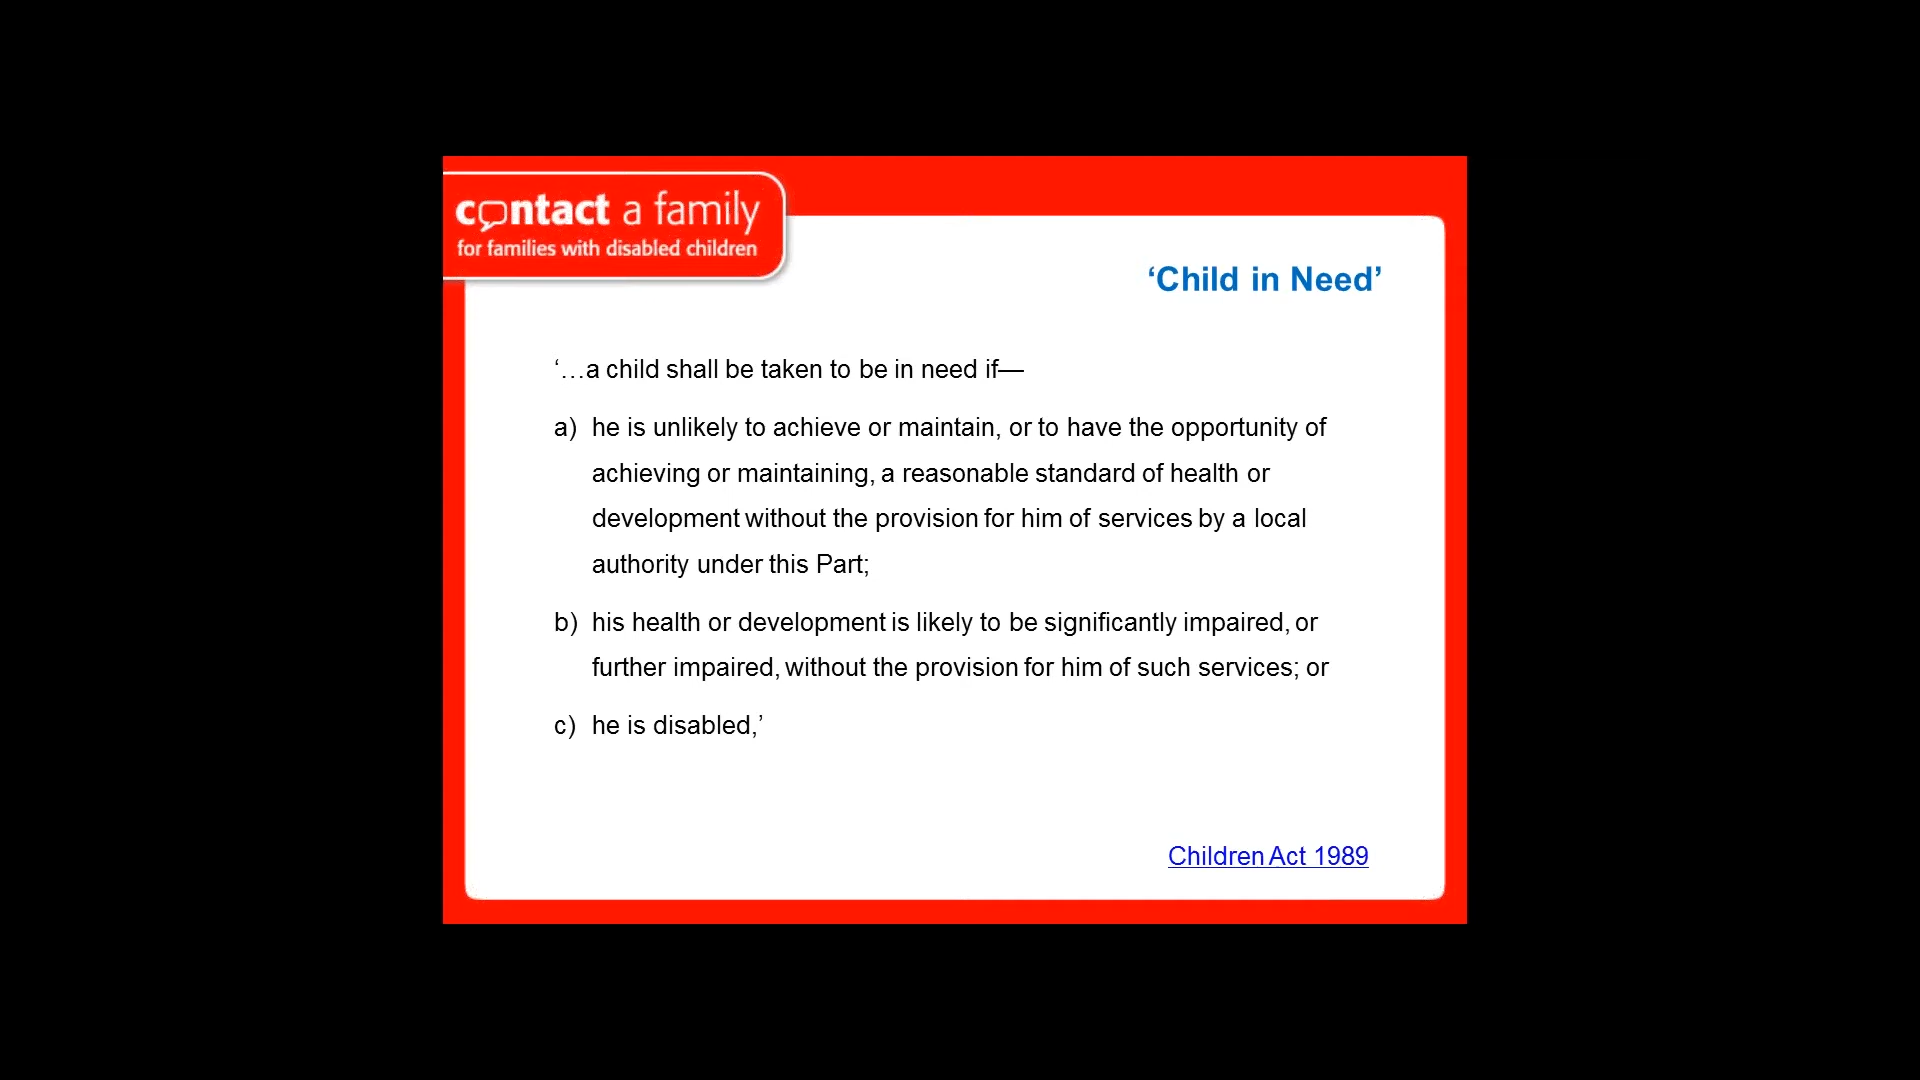 contact a family
for families with disabled children
‘Child in Need’
‘…a child shall be taken to be in need if—
a) he is unlikely to achieve or maintain, or to have the opportunity of
achieving or maintaining, a reasonable standard of health or
development without the provision for him of services by a local
authority under this Part;
b) his health or development is likely to be significantly impaired, or
further impaired, without the provision for him of such services; or
c) he is disabled,’
Children Act 1989